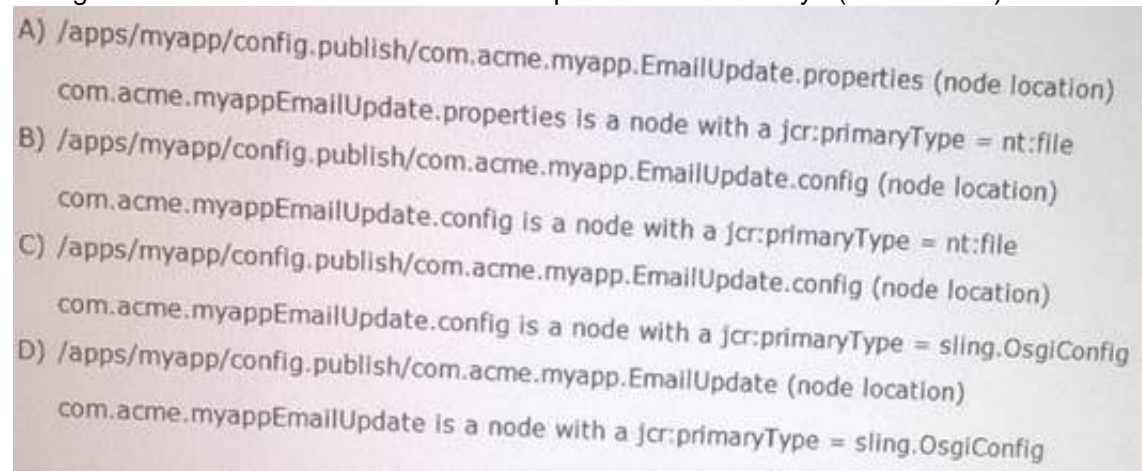 A) /apps/myapp/config.publish/com.acme.myapp.EmailUpdate.properties (node location)
com.acme.myappEmailUpdate.properties is a node with a jcr:primaryType = nt:file
B) /apps/myapp/config.publish/com.acme.myapp.EmailUpdate.config (node location)
com.acme.myappEmailUpdate.config is a node with a jcr:primaryType = nt:file
C) /apps/myapp/config.publish/com.acme.myapp.EmailUpdate.config (node location)
com.acme.myappEmailUpdate.config is a node with a jcr:primaryType = sling.OsgiConfig
D) /apps/myapp/config.publish/com.acme.myapp.EmailUpdate (node location)
com.acme.myappEmailUpdate is a node with a jcr:primaryType = sling.OsgiConfig